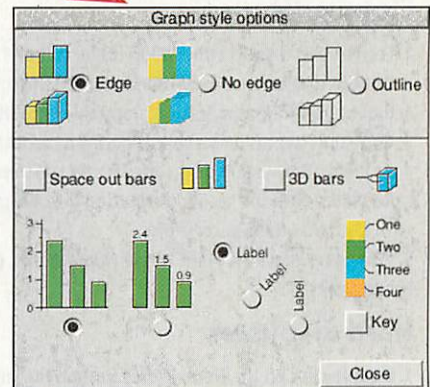 Graph style options
Edge
No edge
Outline
Space out bars
3D bars
3
2
1
0
2.4
1.5
0.9
Label
Label
Label
One
Two
Three
Four
Key
Close